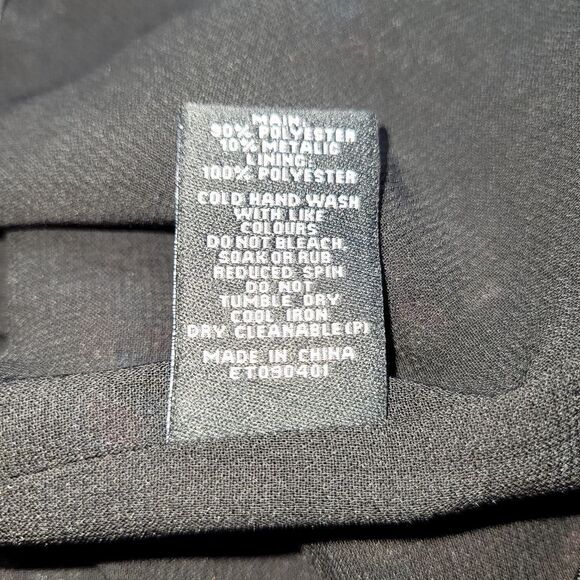 MAIN:
90% POLYESTER
10% METALIC
LINING:
100% POLYESTER
COLD HAND WASH
WITH LIKE
COLOURS
DO NOT BLEACH,
SOAK OR RUB
REDUCED SPIN
DO NOT
TUMBLE DRY
COOL IRON
DRY CLEANABLE(P)
MADE IN CHINA
ET090401